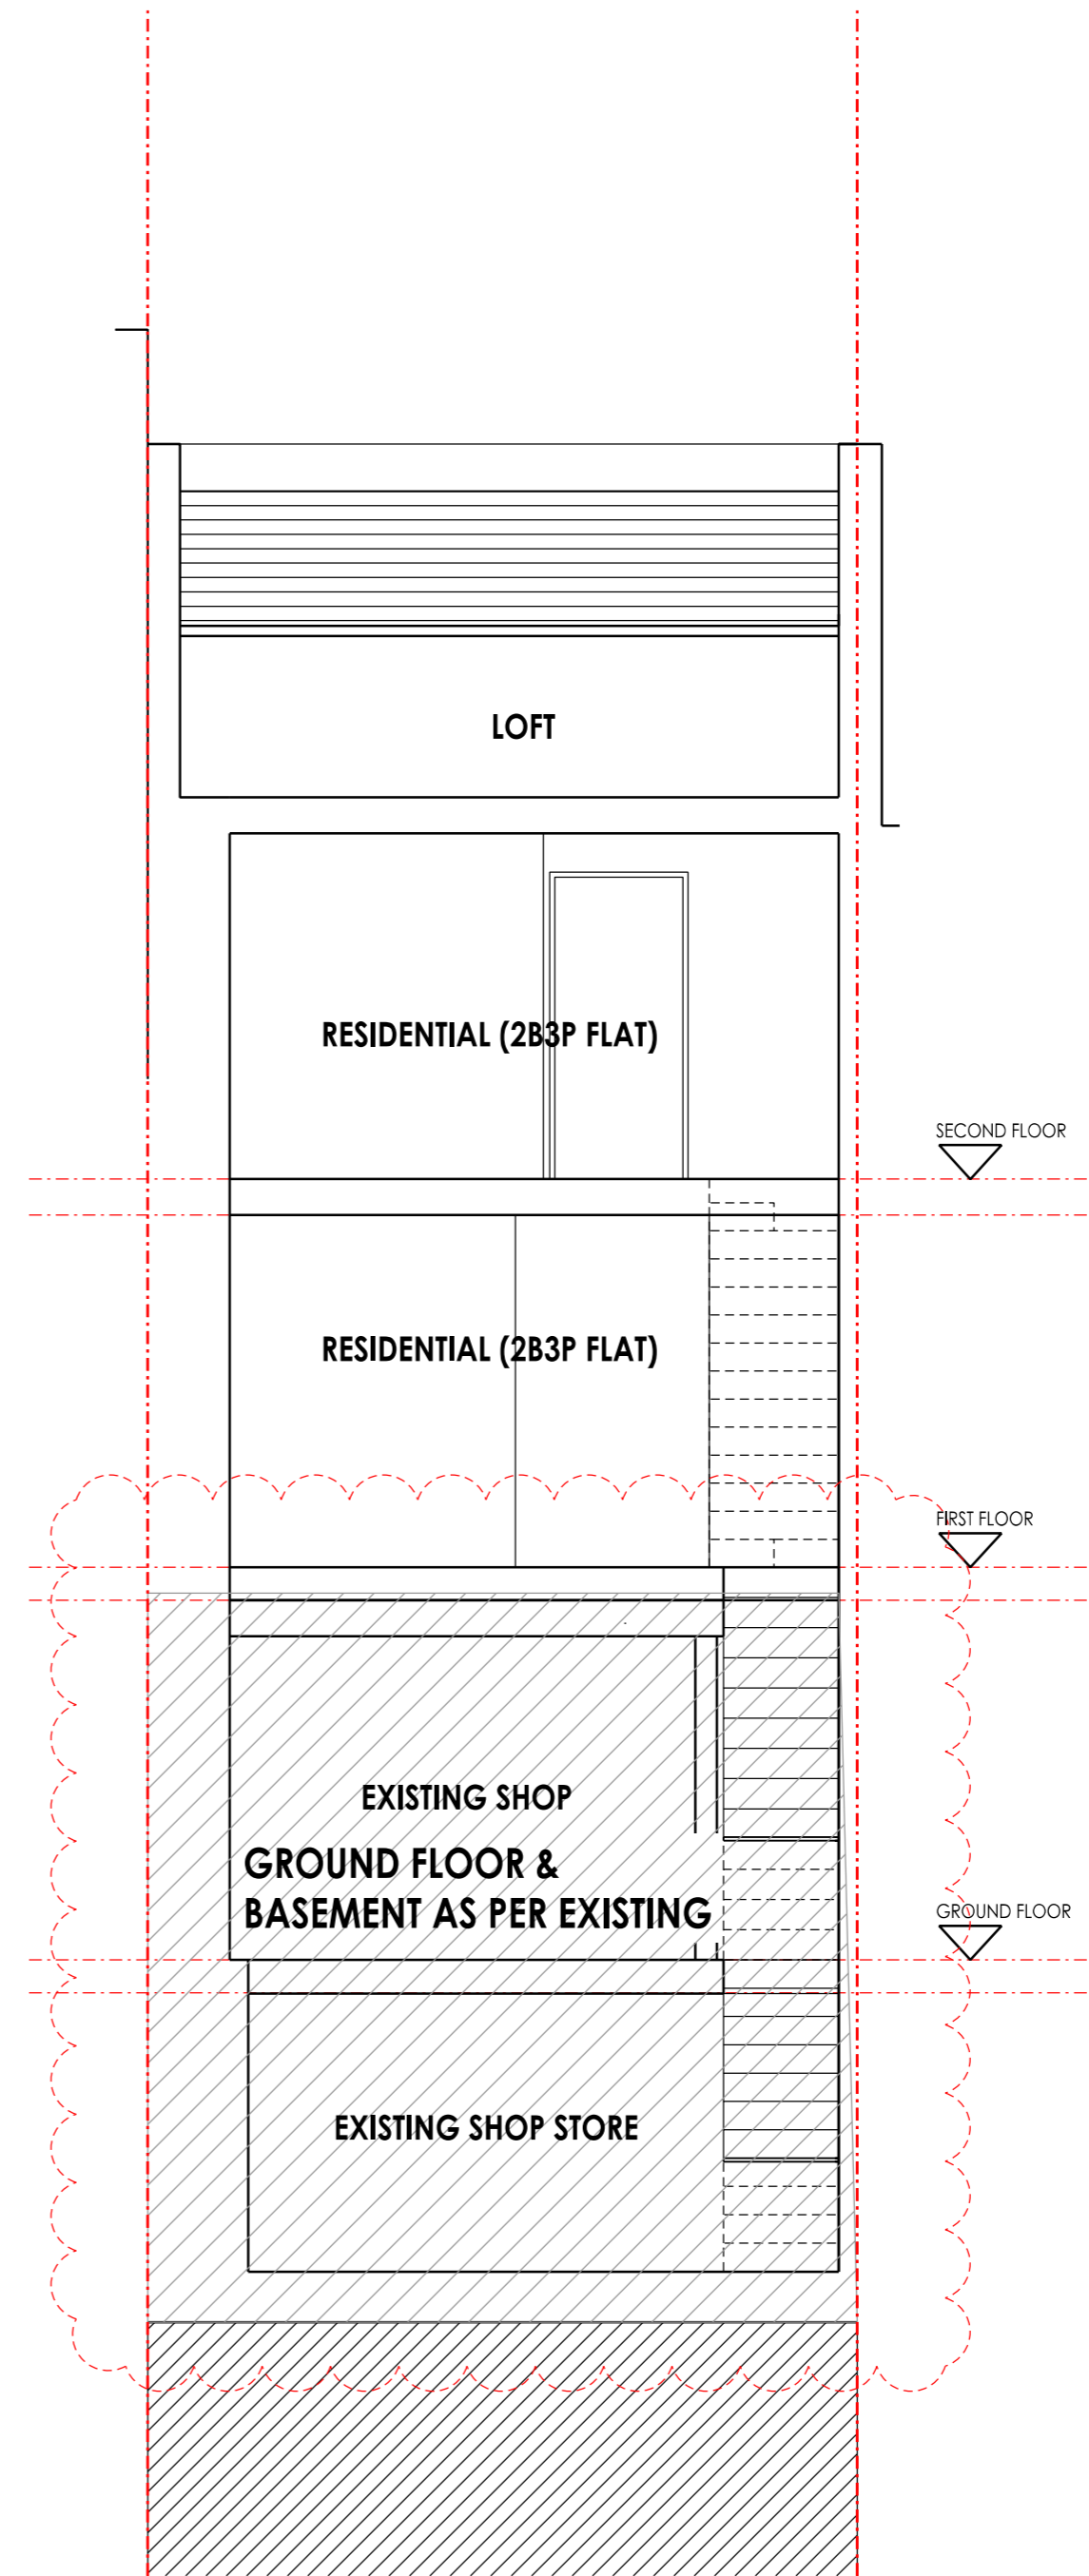 LOFT
RESIDENTIAL (2B3P FLAT)
SECOND FLOOR
RESIDENTIAL (2B3P FLAT)
FIRST FLOOR
EXISTING SHOP
GROUND FLOOR &
BASEMENT AS PER EXISTING
GROUND FLOOR
EXISTING SHOP STORE